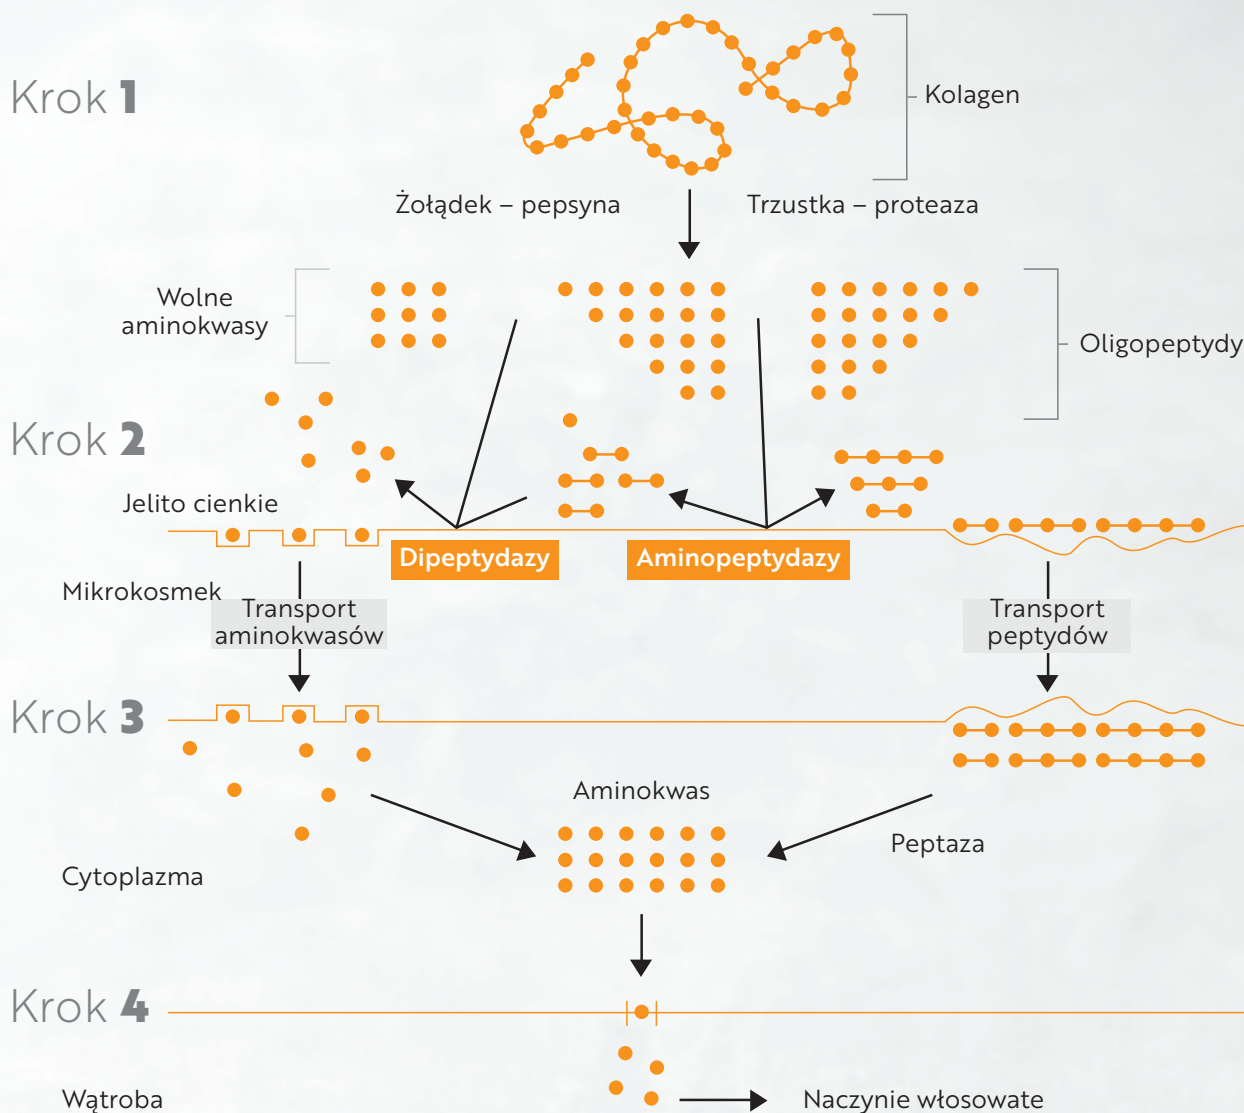 Krok 1
Kolagen
Żołądek – pepsyna
Trzustka – proteaza
Wolne
aminokwasy
Oligopeptydy
Krok 2
Jelito cienkie
Dipeptydazy
Aminopeptydazy
Mikrokosmek
Transport
aminokwasów
Transport
peptydów
Krok 3
Aminokwas
Peptaza
Cytoplazma
Krok 4
Wątroba
Naczynie włosowate